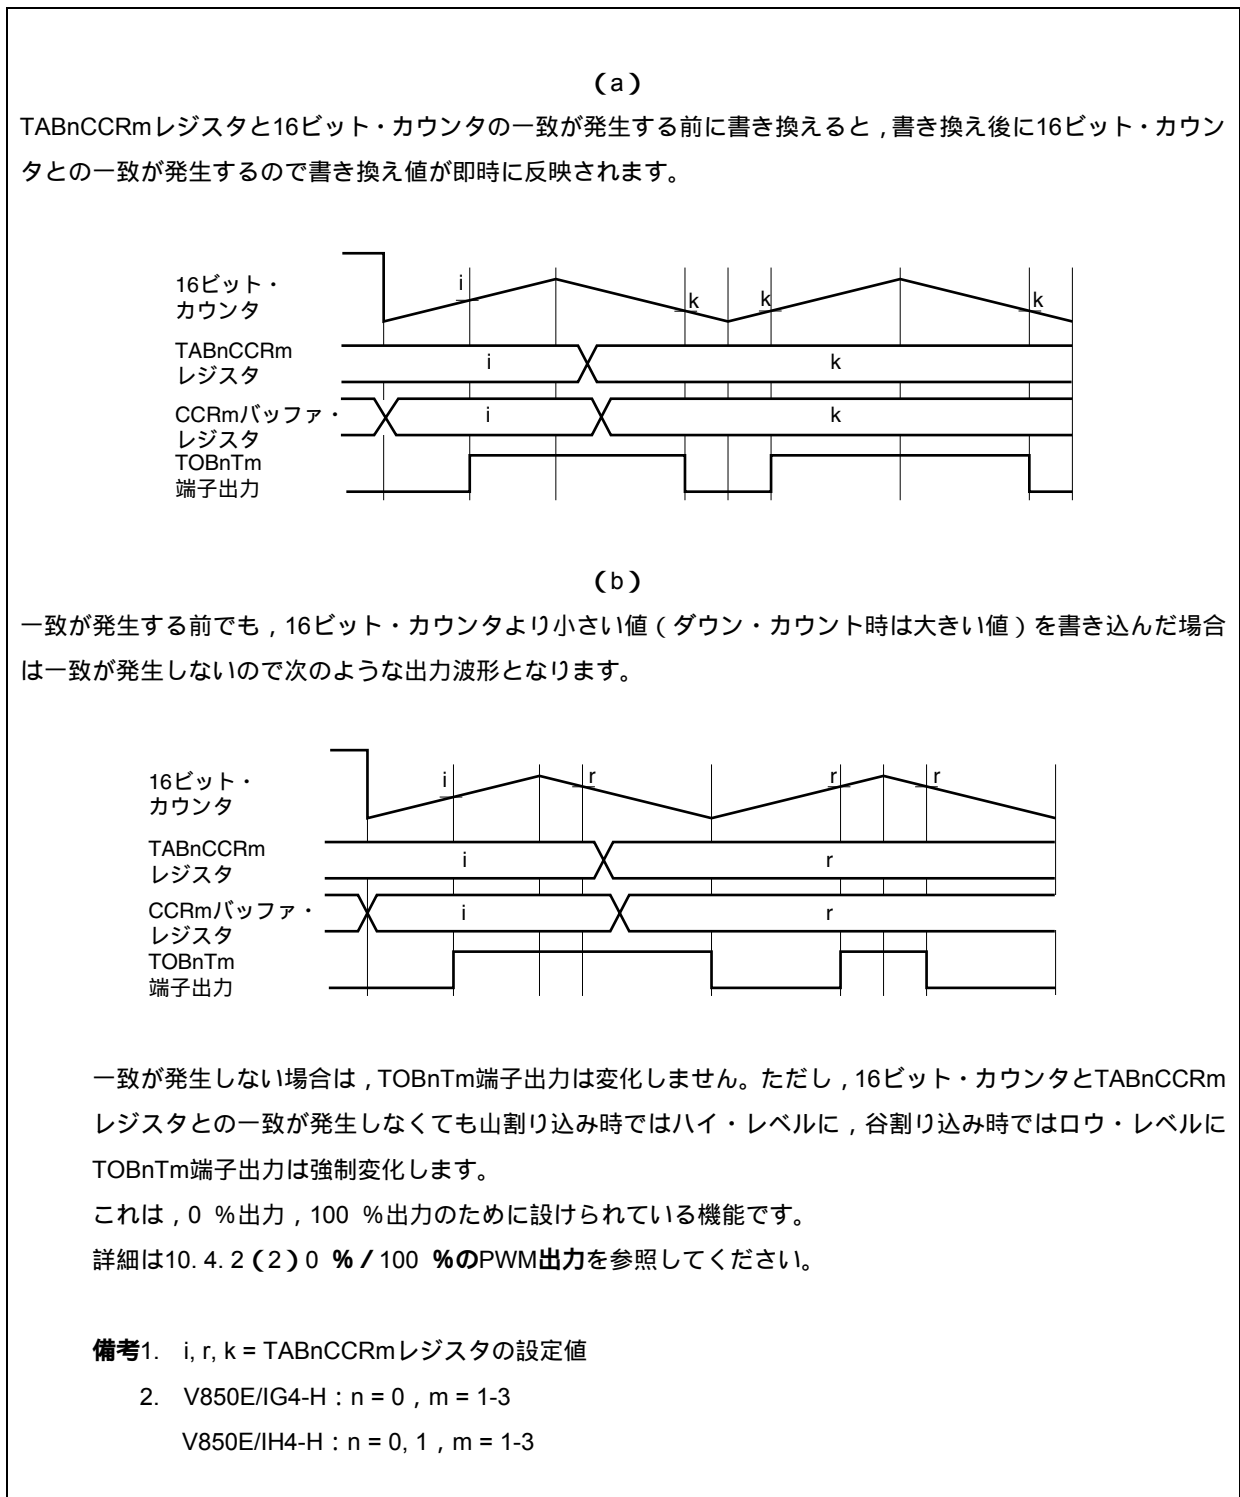 （a）
TABnCCRmレジスタと16ビット・カウンタの一致が発生する前に書き換えると，書き換え後に16ビット・カウン
タとの一致が発生するので書き換え値が即時に反映されます。
16ビット・
カウンタ
i
k
k
k
TABnCCRm
レジスタ
i
k
CCRmバッファ・
レジスタ
i
k
TOBnTm
端子出力
（b）
一致が発生する前でも，16ビット・カウンタより小さい値（ダウン・カウント時は大きい値）を書き込んだ場合
は一致が発生しないので次のような出力波形となります。
16ビット・
カウンタ
i
r
r
r
TABnCCRm
レジスタ
i
r
CCRmバッファ・
レジスタ
i
r
TOBnTm
端子出力
一致が発生しない場合は，TOBnTm端子出力は変化しません。ただし，16ビット・カウンタとTABnCCRm
レジスタとの一致が発生しなくても山割り込み時ではハイ・レベルに，谷割り込み時ではロウ・レベルに
TOBnTm端子出力は強制変化します。
これは，0 %出力，100 %出力のために設けられている機能です。
詳細は10. 4. 2（2）0 %／100 %のPWM出力を参照してください。
備考1. i, r, k = TABnCCRmレジスタの設定値
2. V850E/IG4-H：n = 0，m = 1-3
V850E/IH4-H：n = 0, 1，m = 1-3